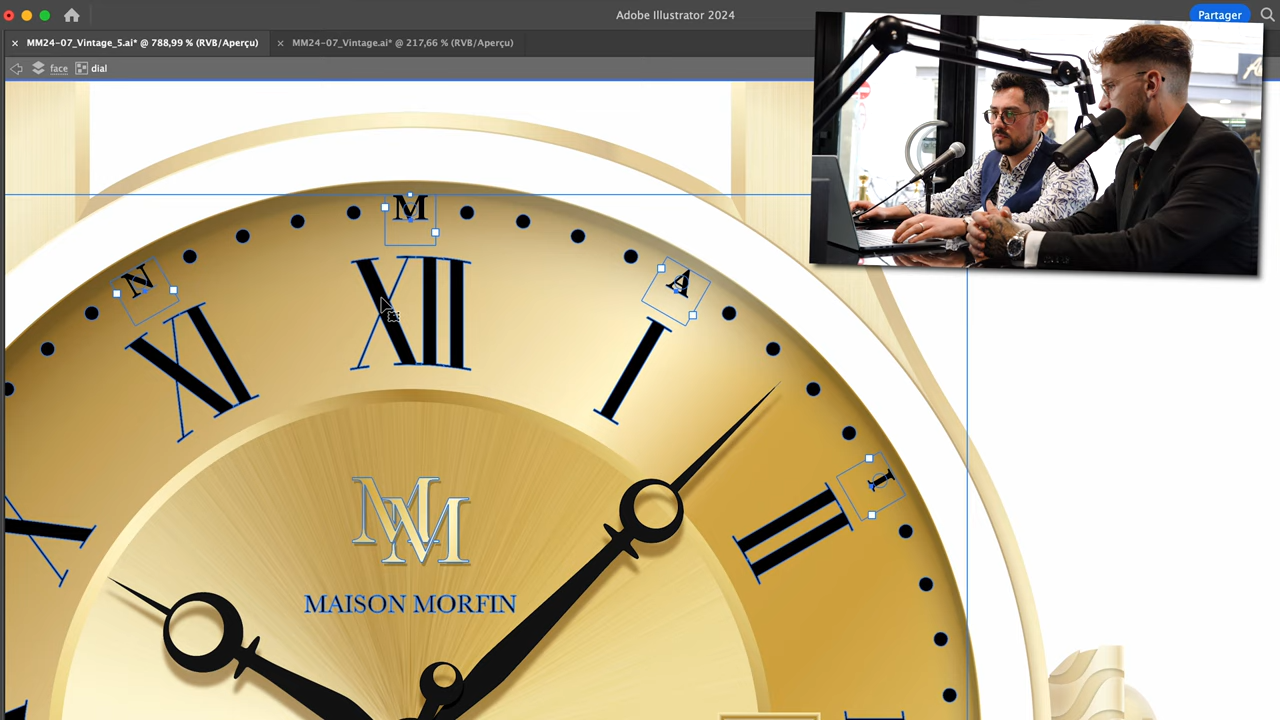 Adobe Illustrator 2024
Partager
× MM24-07_Vintage_5.ai* @ 788,99 % (RVB/Aperçu)
× MM24-07_Vintage.ai* @ 217,66 % (RVB/Aperçu)
face
dial
M
N
A
I
XI
XII
I
II
X
MM
MAISON MORFIN